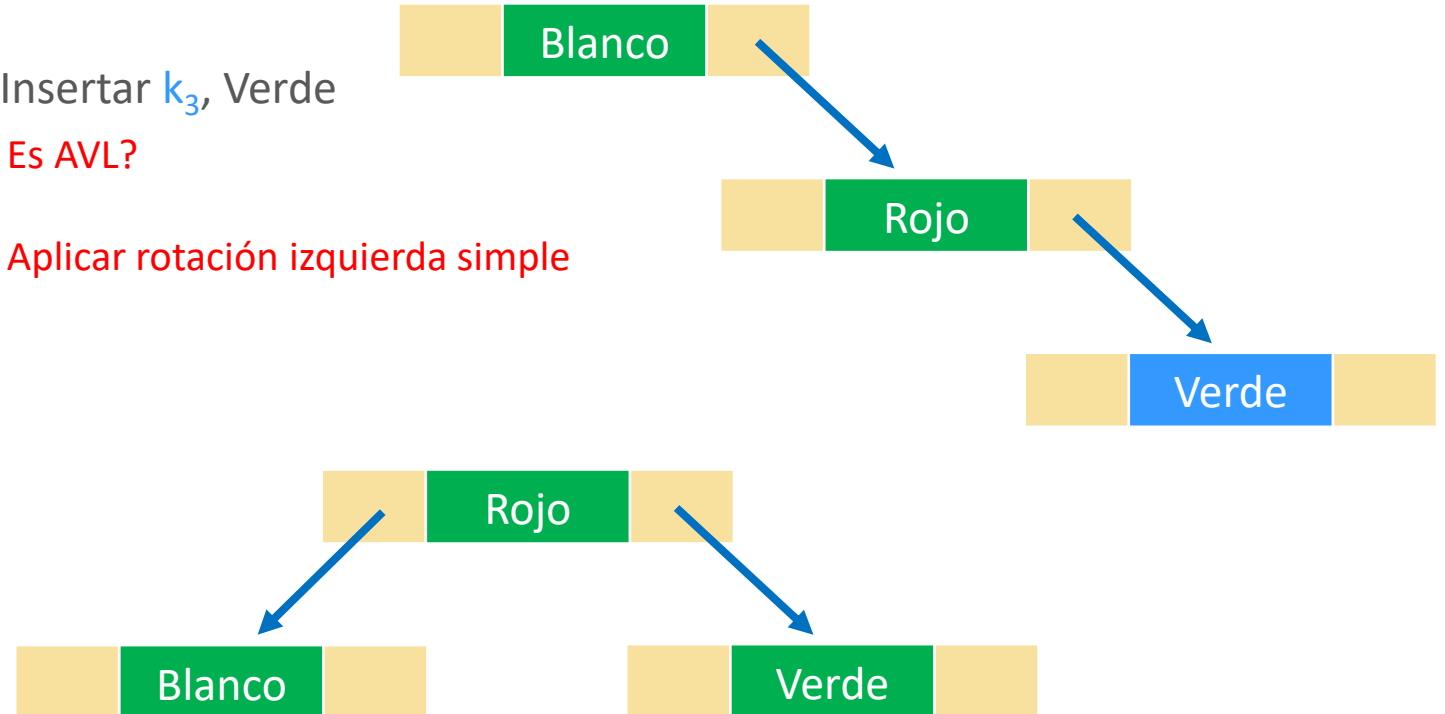 Blanco
Insertar k₃, Verde
Es AVL?
Rojo
Aplicar rotación izquierda simple
Verde
Rojo
Blanco
Verde